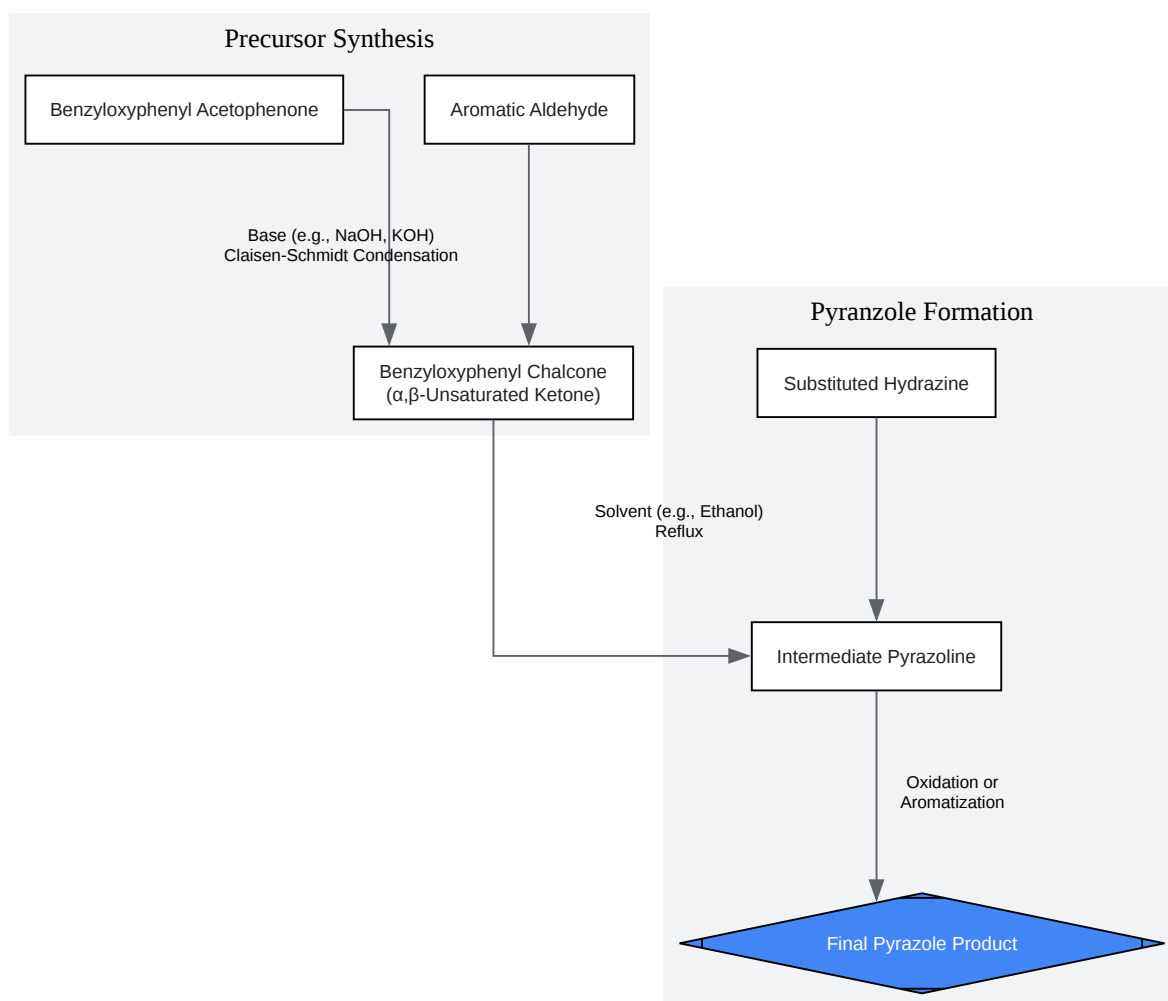 Precursor Synthesis
Benzyloxyphenyl Acetophenone
Aromatic Aldehyde
Base (e.g., NaOH, KOH)
Claisen-Schmidt Condensation
Benzyloxyphenyl Chalcone
(α,β-Unsaturated Ketone)
Pyranzole Formation
Substituted Hydrazine
Solvent (e.g., Ethanol)
Reflux
Intermediate Pyrazoline
Oxidation or
Aromatization
Final Pyrazole Product